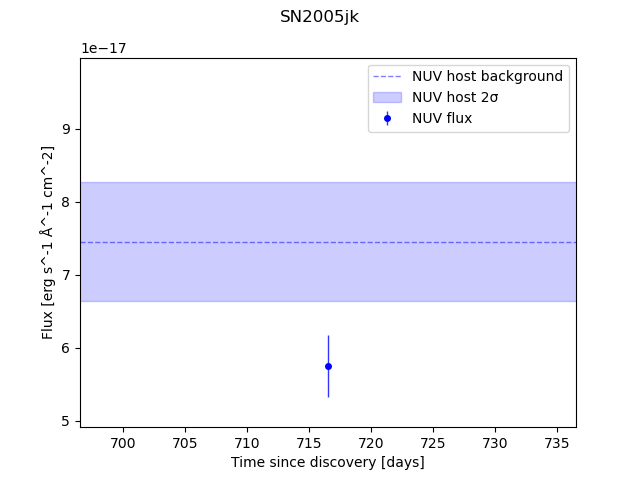 SN2005jk
1e−17
NUV host background
NUV host 2σ
NUV flux
9
8
7
6
5
Flux [erg s^-1 Å^-1 cm^-2]
700 705 710 715 720 725 730 735
Time since discovery [days]